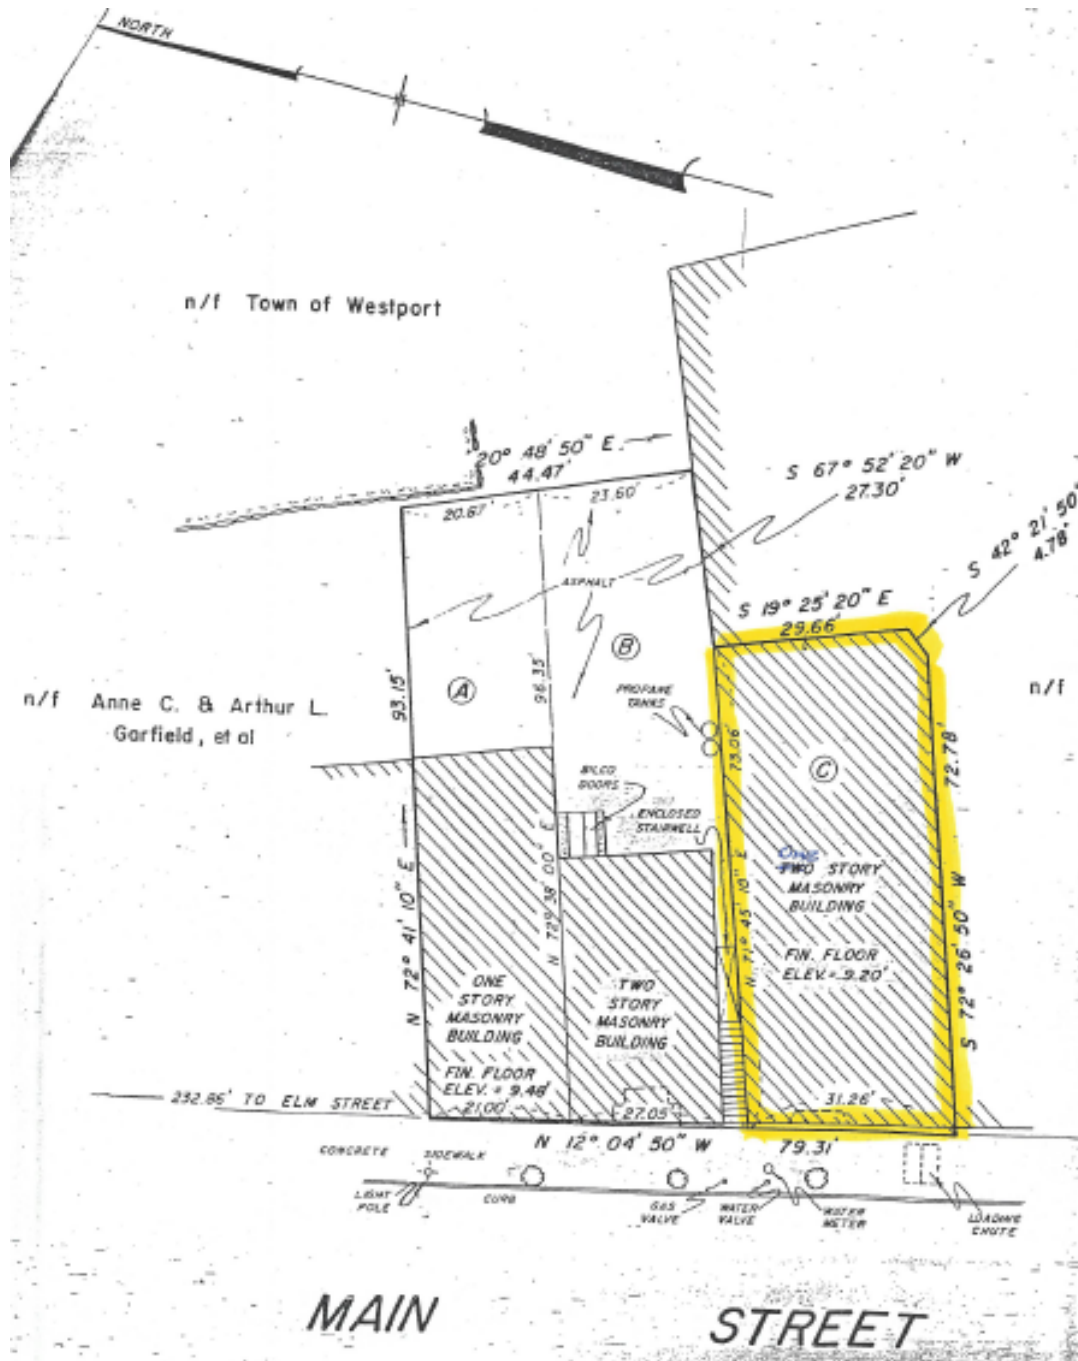 NORTH
n/f Town of Westport
20° 48' 50" E
44.47'
S 67° 52' 20" W
27.30'
S 42° 21' 50"
4.78'
20.67'
23.60'
ASPHALT
S 19° 25' 20" E
29.66'
n/f Anne C. & Arthur L.
Garfield, et al
n/f
A
B
C
93.15'
96.35'
73.06'
72.78'
PROPANE
TANKS
BILCO
DOORS
ENCLOSED
STAIRWELL
N 72° 41' 10" E
N 72° 38' 00" E
N 71° 45' 10" E
S 72° 26' 50" W
ONE
STORY
MASONRY
BUILDING
FIN. FLOOR
ELEV. = 9.48'
TWO
STORY
MASONRY
BUILDING
One
TWO STORY
MASONRY
BUILDING
FIN. FLOOR
ELEV. = 9.20'
232.86' TO ELM STREET
21.00'
27.05'
31.26'
N 12° 04' 50" W
79.31'
CONCRETE SIDEWALK
LIGHT
POLE
CURB
GAS
VALVE
WATER
VALVE
WATER
METER
LOADING
CHUTE
MAIN STREET